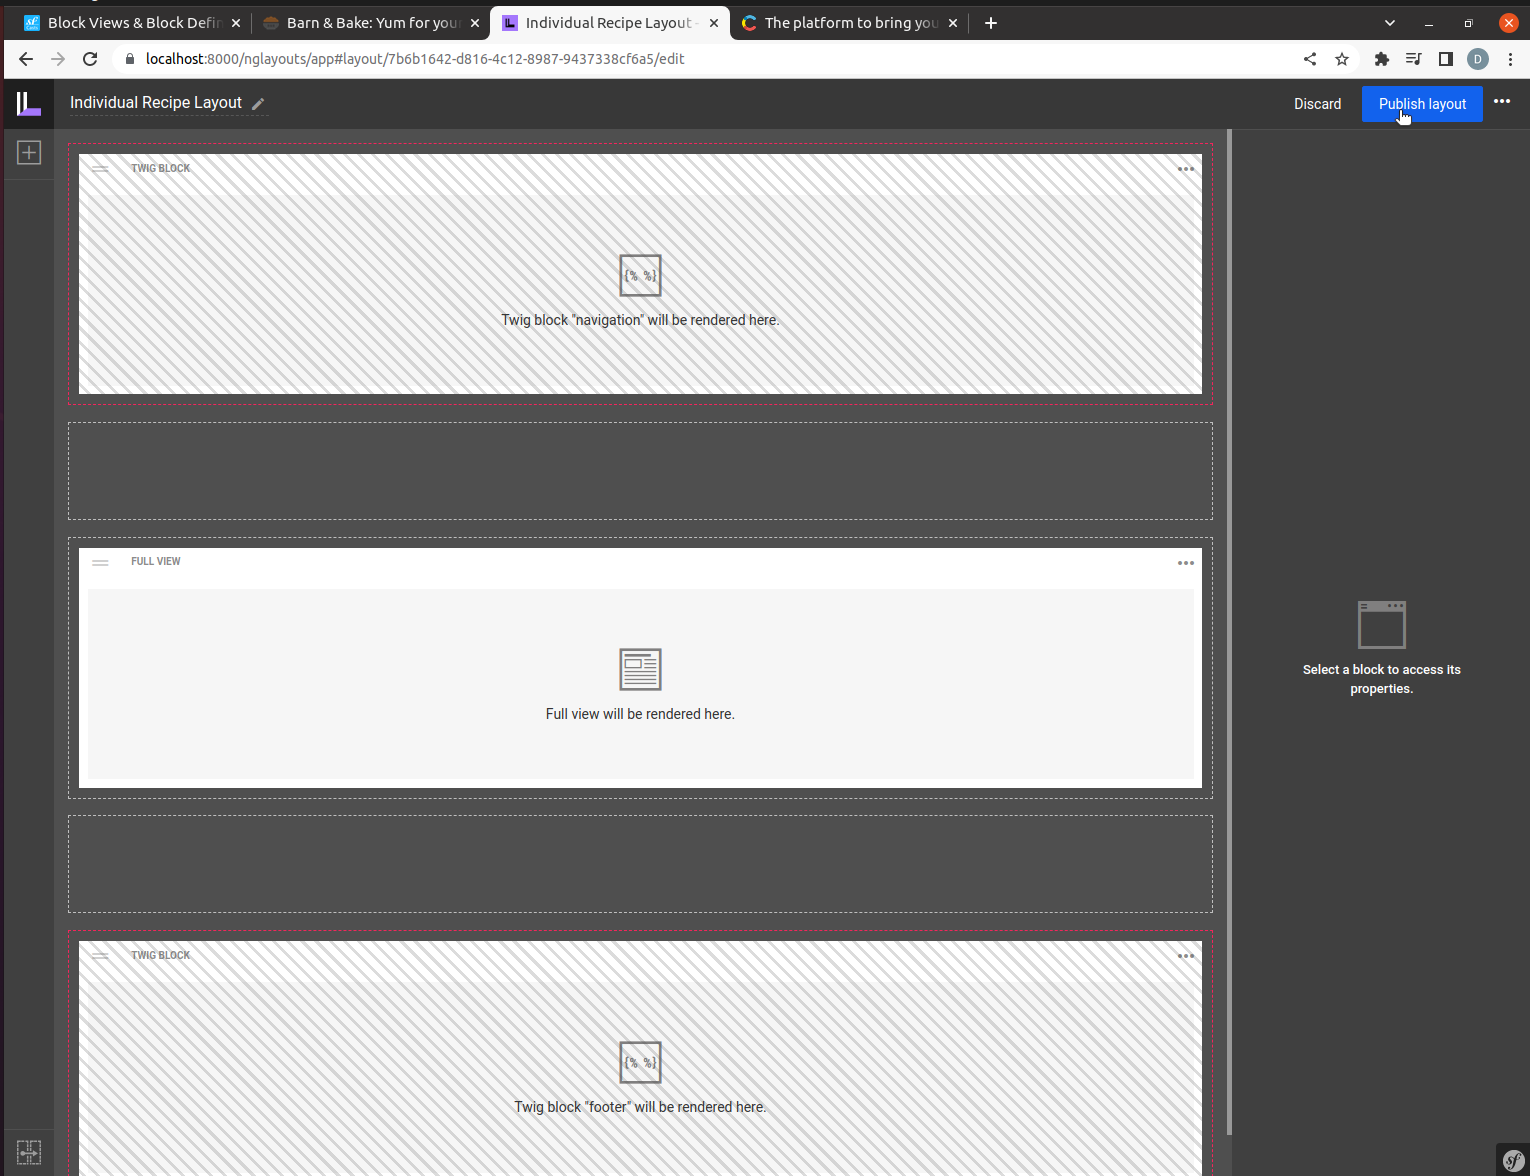 Block Views & Block Defin
Barn & Bake: Yum for you
Individual Recipe Layout -
The platform to bring you
localhost:8000/nglayouts/app#layout/7b6b1642-d816-4c12-8987-9437338cf6a5/edit
D
Individual Recipe Layout
Discard
Publish layout
TWIG BLOCK
{% %}
Twig block "navigation" will be rendered here.
FULL VIEW
Full view will be rendered here.
Select a block to access its
properties.
TWIG BLOCK
{% %}
Twig block "footer" will be rendered here.
sf